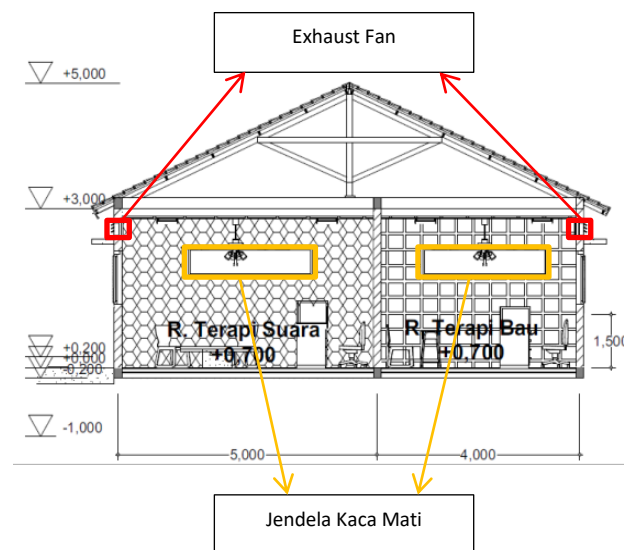 Exhaust Fan
+5,000
+3,000
R. Terapi Suara
+0,700
R. Terapi Bau
+0,700
1,500
+0,200
+0,000
-0,200
-1,000
5,000
4,000
Jendela Kaca Mati